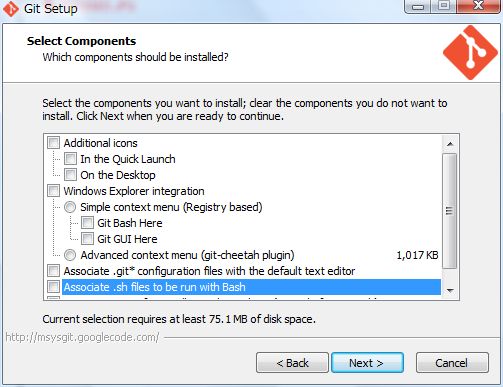 Git Setup
Select Components
Which components should be installed?
Select the components you want to install; clear the components you do not want to
install. Click Next when you are ready to continue.
Additional icons
In the Quick Launch
On the Desktop
Windows Explorer integration
Simple context menu (Registry based)
Git Bash Here
Git GUI Here
Advanced context menu (git-cheetah plugin) 1,017 KB
Associate .git* configuration files with the default text editor
Associate .sh files to be run with Bash
Current selection requires at least 75.1 MB of disk space.
http://msysgit.googlecode.com/
< Back Next > Cancel